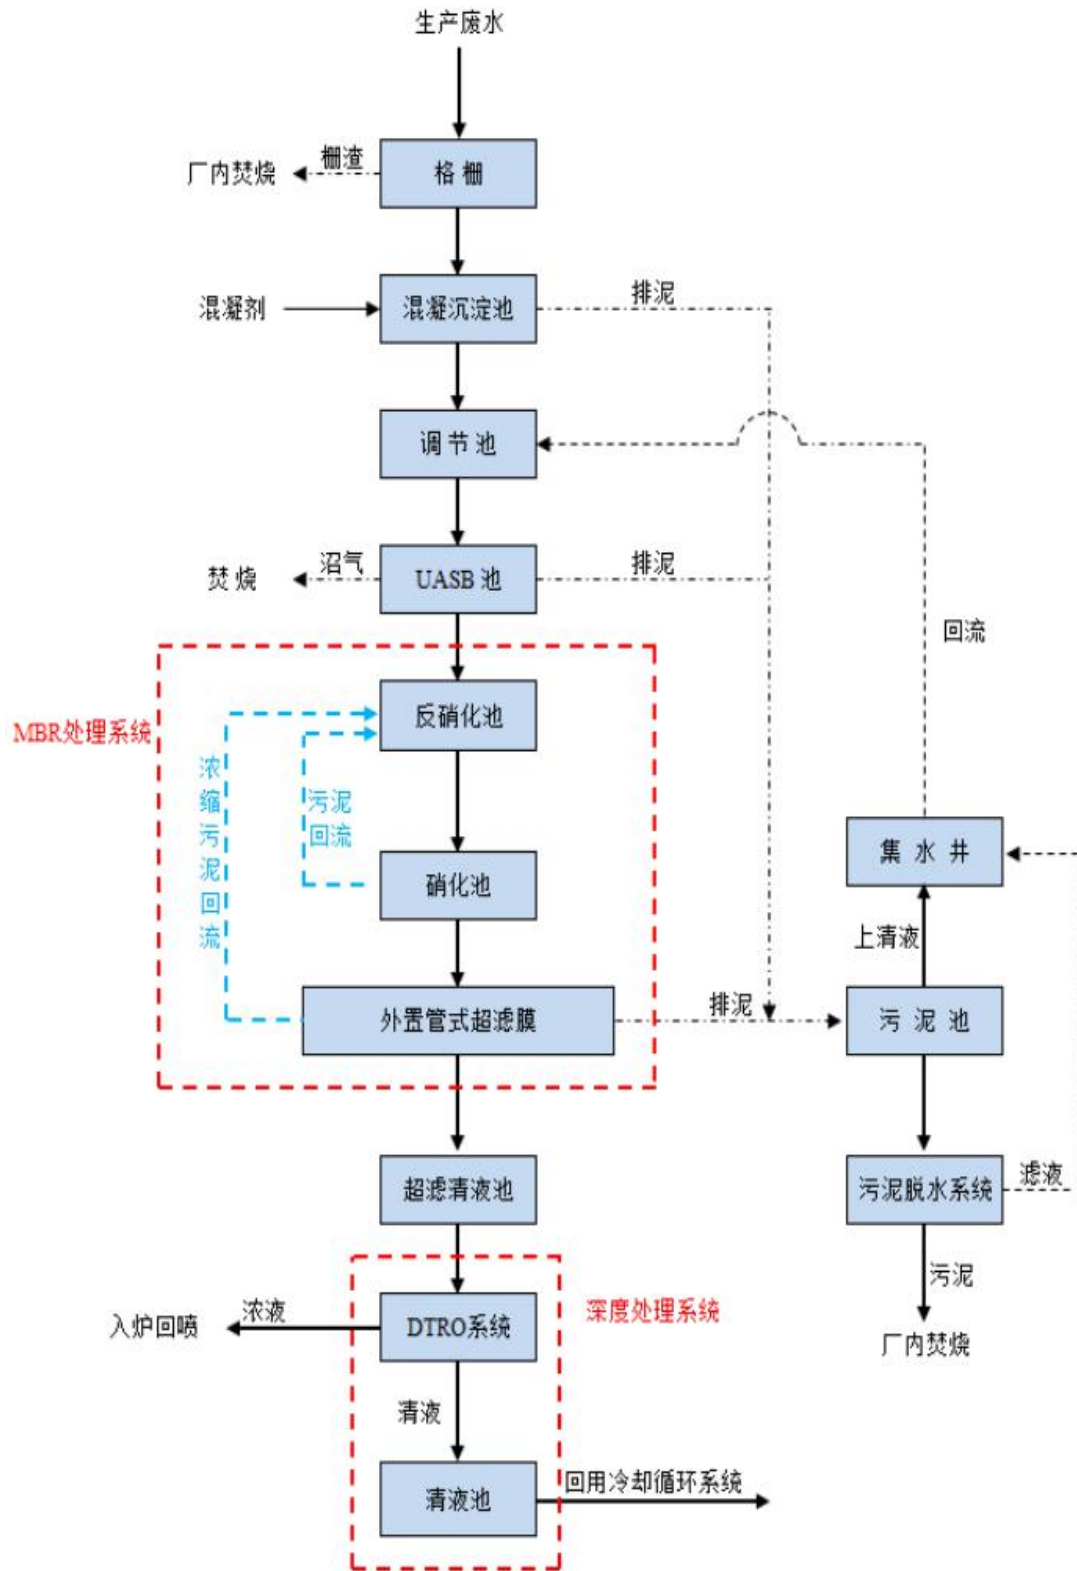 生产废水
栅渣
厂内焚烧
格 栅
排泥
混凝剂
混凝沉淀池
调 节 池
沼气
排泥
焚 烧
UASB 池
回流
反硝化池
MBR处理系统
浓缩污泥回流
污泥
回流
集 水 井
硝化池
上清液
排泥
外置管式超滤膜
污 泥 池
滤液
超滤清液池
污泥脱水系统
污泥
浓液
深度处理系统
入炉回喷
DTRO系统
厂内焚烧
清液
回用冷却循环系统
清液池